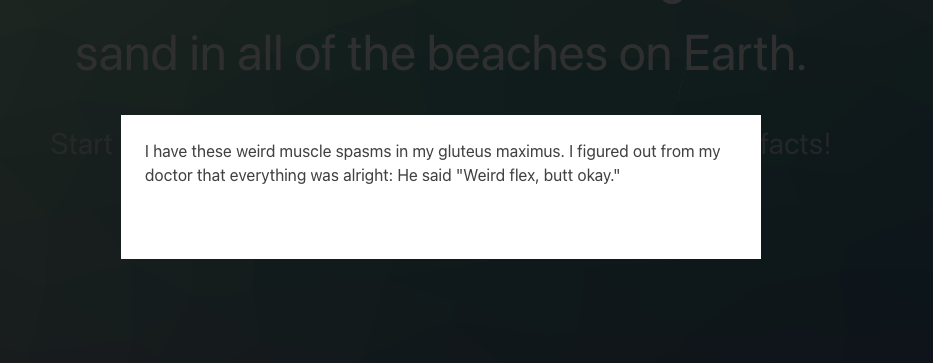 sand in all of the beaches on Earth.
Start
facts!
I have these weird muscle spasms in my gluteus maximus. I figured out from my
doctor that everything was alright: He said "Weird flex, butt okay."